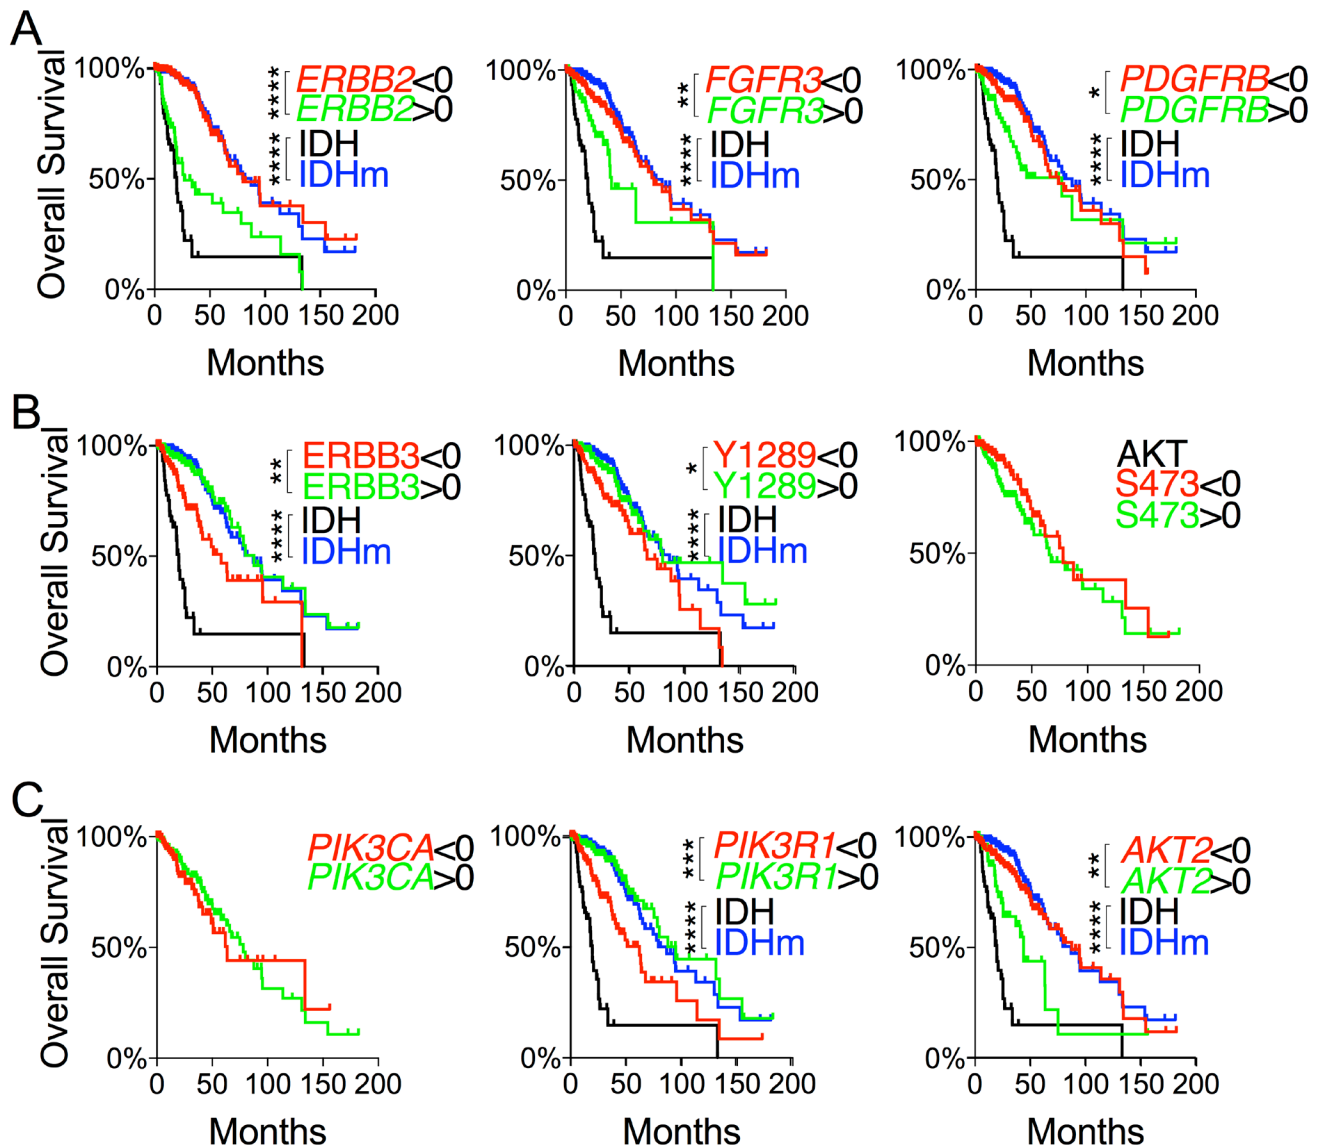 A
Overall Survival
100%
50%
0%
0 50 100 150 200
Months
**** ERBB2<0
ERBB2>0
**** IDH
IDHm
100%
50%
0%
0 50 100 150 200
Months
** FGFR3<0
FGFR3>0
**** IDH
IDHm
100%
50%
0%
0 50 100 150 200
Months
* PDGFRB<0
PDGFRB>0
**** IDH
IDHm
B
Overall Survival
100%
50%
0%
0 50 100 150 200
Months
** ERBB3<0
ERBB3>0
**** IDH
IDHm
100%
50%
0%
0 50 100 150 200
Months
* Y1289<0
Y1289>0
**** IDH
IDHm
100%
50%
0%
0 50 100 150 200
Months
AKT
S473<0
S473>0
C
Overall Survival
100%
50%
0%
0 50 100 150 200
Months
PIK3CA<0
PIK3CA>0
100%
50%
0%
0 50 100 150 200
Months
*** PIK3R1<0
PIK3R1>0
**** IDH
IDHm
100%
50%
0%
0 50 100 150 200
Months
** AKT2<0
AKT2>0
**** IDH
IDHm